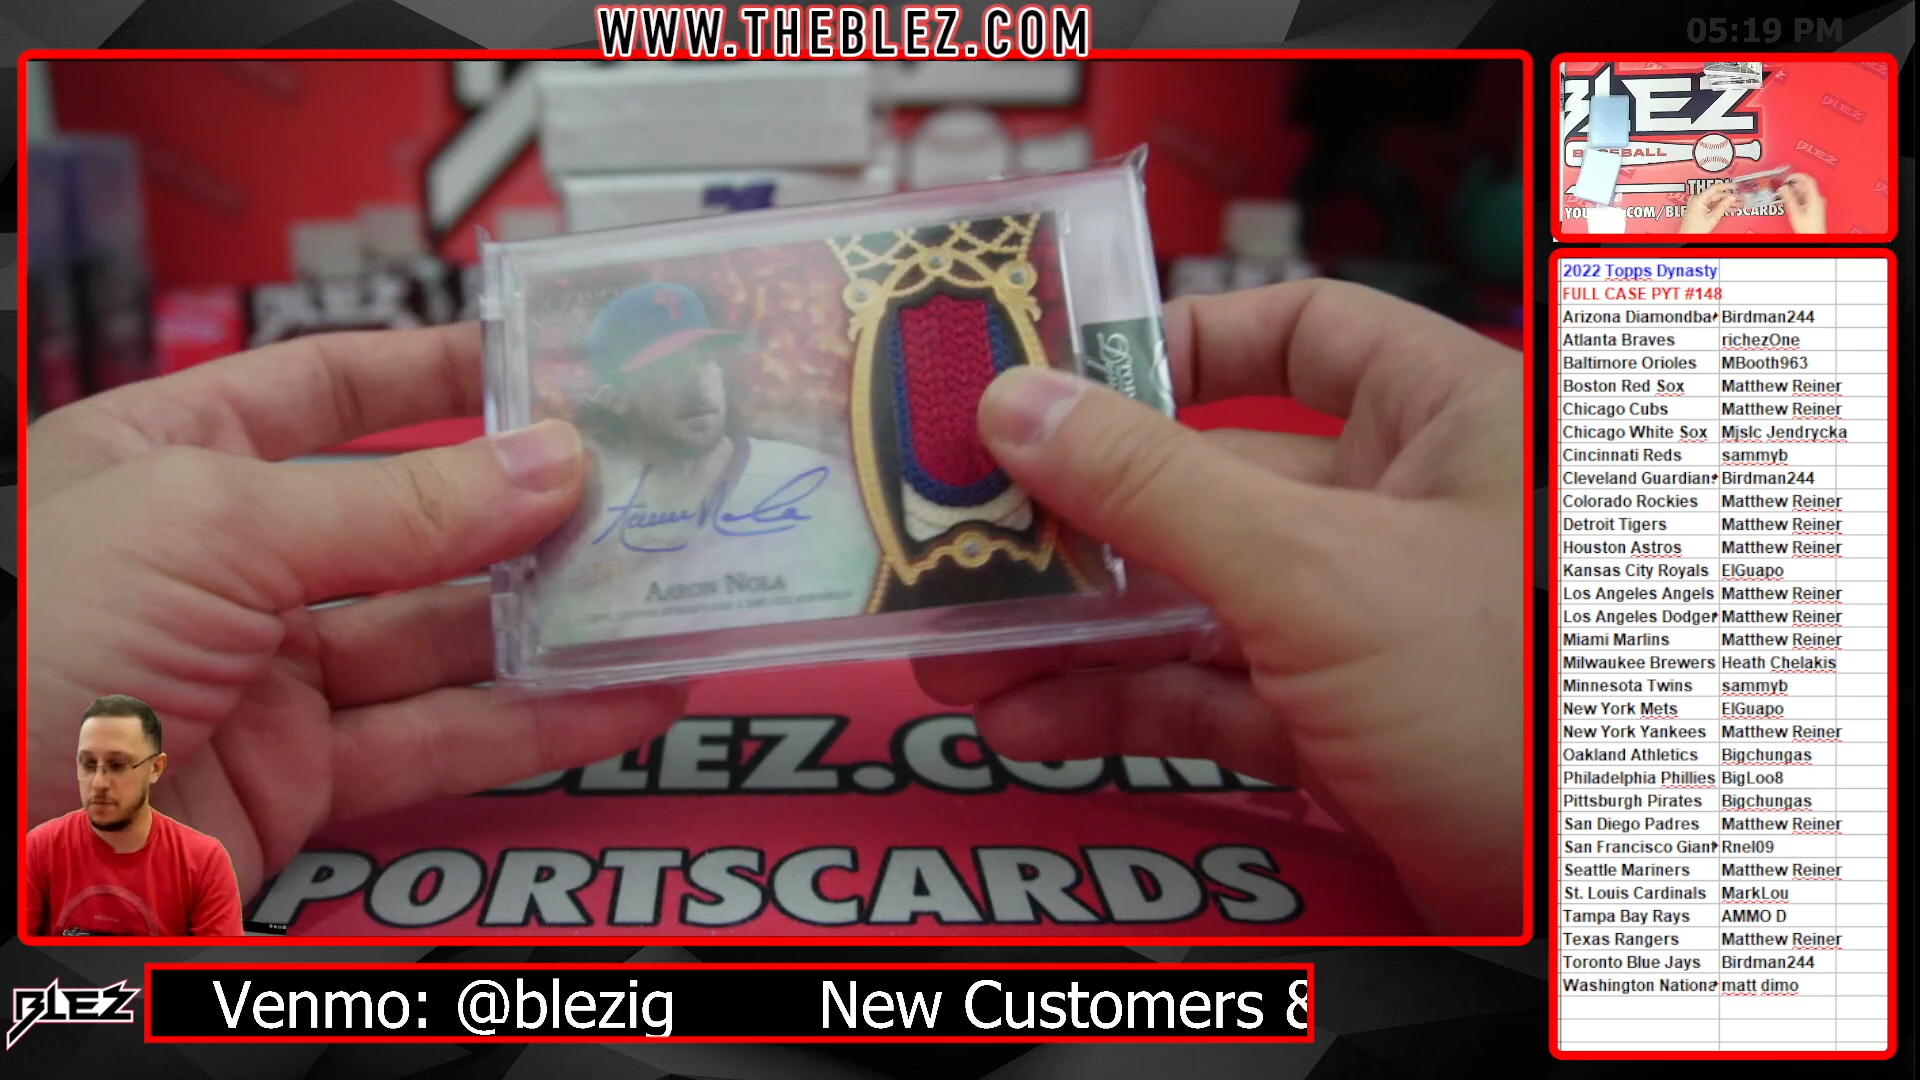 WWW.THEBLEZ.COM
05:19 PM
BLEZ
BASEBALL
AARON NOLA
LEZ.COM
PORTSCARDS
2022 Topps Dynasty
FULL CASE PYT #148
Arizona Diamondba Birdman244
Atlanta Braves richezOne
Baltimore Orioles MBooth963
Boston Red Sox Matthew Reiner
Chicago Cubs Matthew Reiner
Chicago White Sox Mjslc Jendrycka
Cincinnati Reds sammyb
Cleveland Guardian Birdman244
Colorado Rockies Matthew Reiner
Detroit Tigers Matthew Reiner
Houston Astros Matthew Reiner
Kansas City Royals ElGuapo
Los Angeles Angels Matthew Reiner
Los Angeles Dodger Matthew Reiner
Miami Marlins Matthew Reiner
Milwaukee Brewers Heath Chelakis
Minnesota Twins sammyb
New York Mets ElGuapo
New York Yankees Matthew Reiner
Oakland Athletics Bigchungas
Philadelphia Phillies BigLoo8
Pittsburgh Pirates Bigchungas
San Diego Padres Matthew Reiner
San Francisco Giant Rnel09
Seattle Mariners Matthew Reiner
St. Louis Cardinals MarkLou
Tampa Bay Rays AMMO D
Texas Rangers Matthew Reiner
Toronto Blue Jays Birdman244
Washington Nationa matt dimo
BLEZ
Venmo: @blezig New Customers &